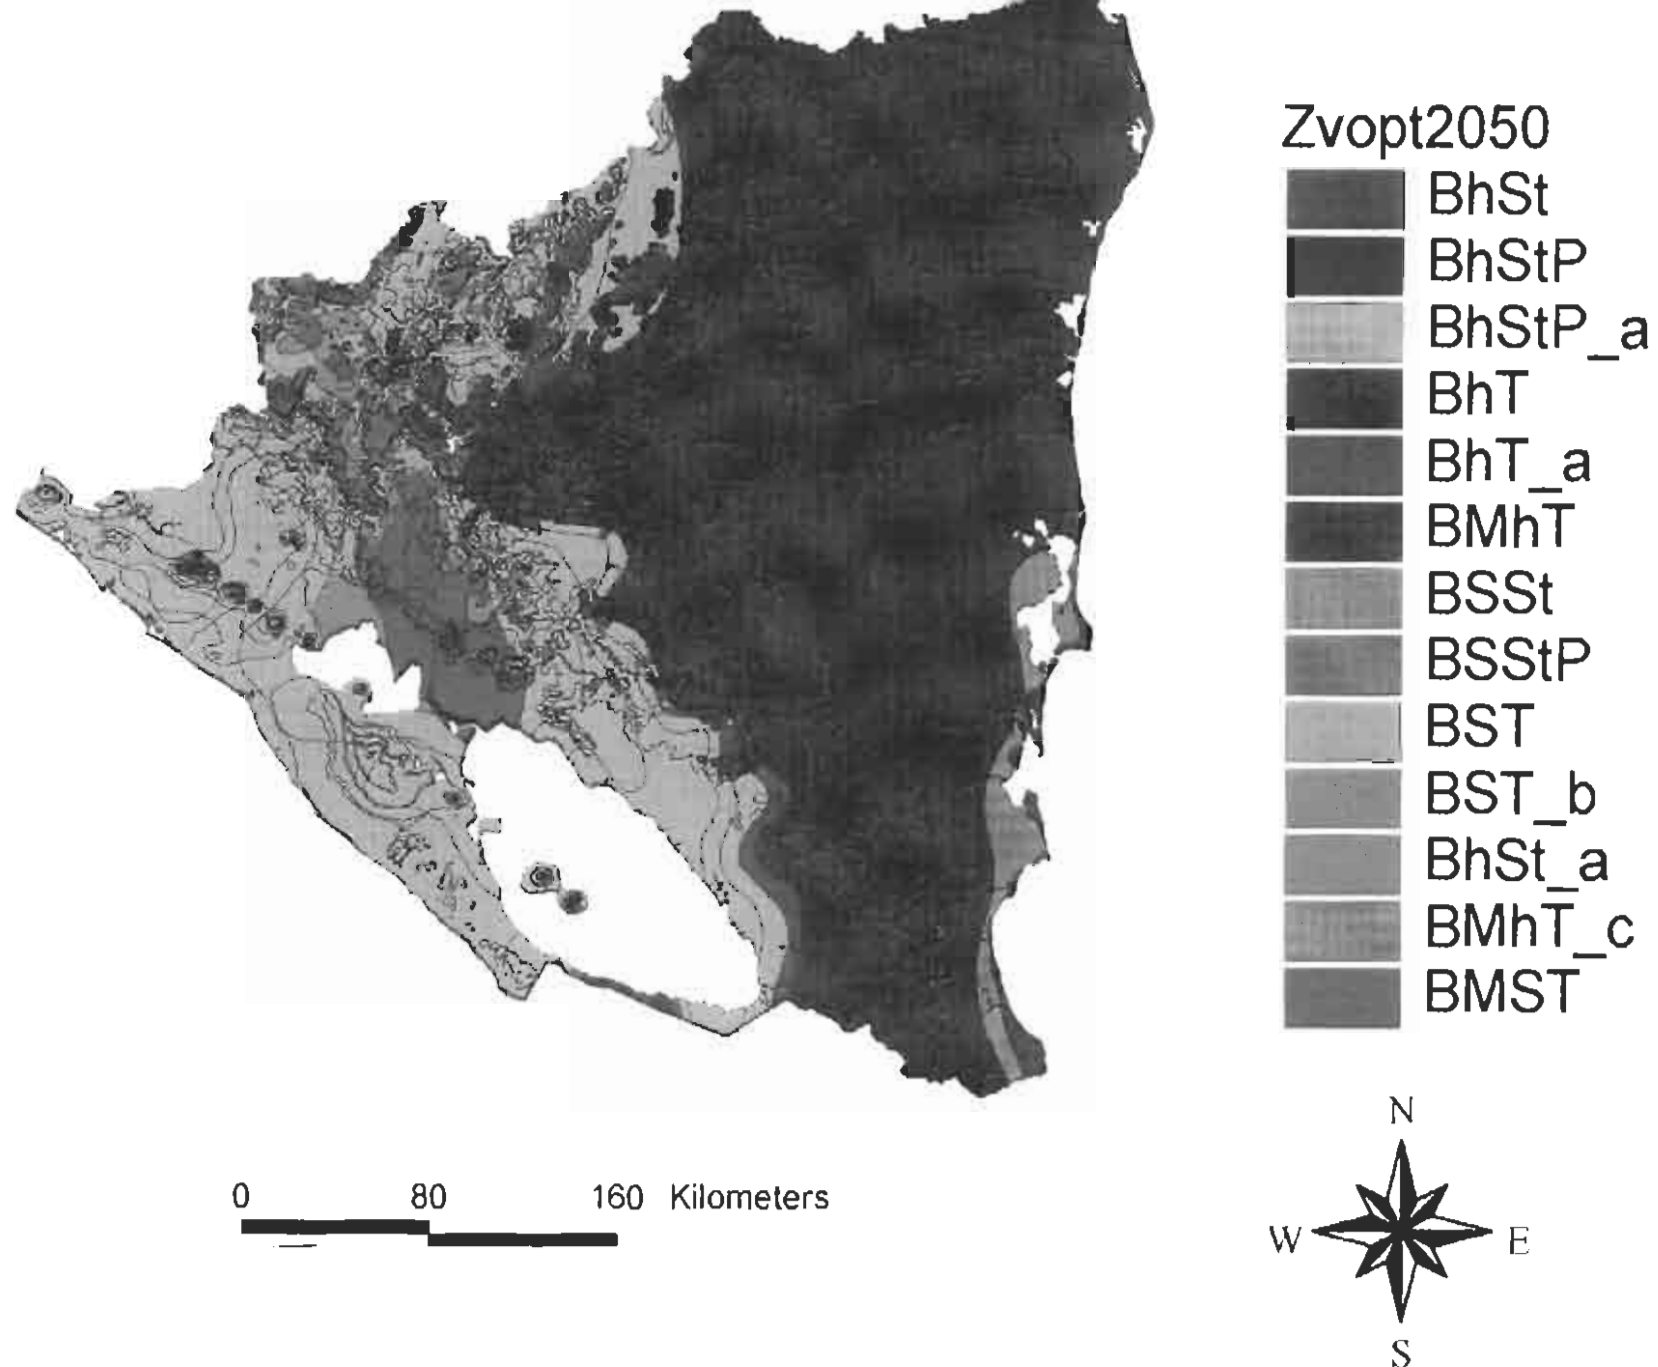 Zvopt2050
BhSt
BhStP
BhStP_a
BhT
BhT_a
BMhT
BSSt
BSStP
BST
BST_b
BhSt_a
BMhT_c
BMST
N
W E
S
0 80 160 Kilometers